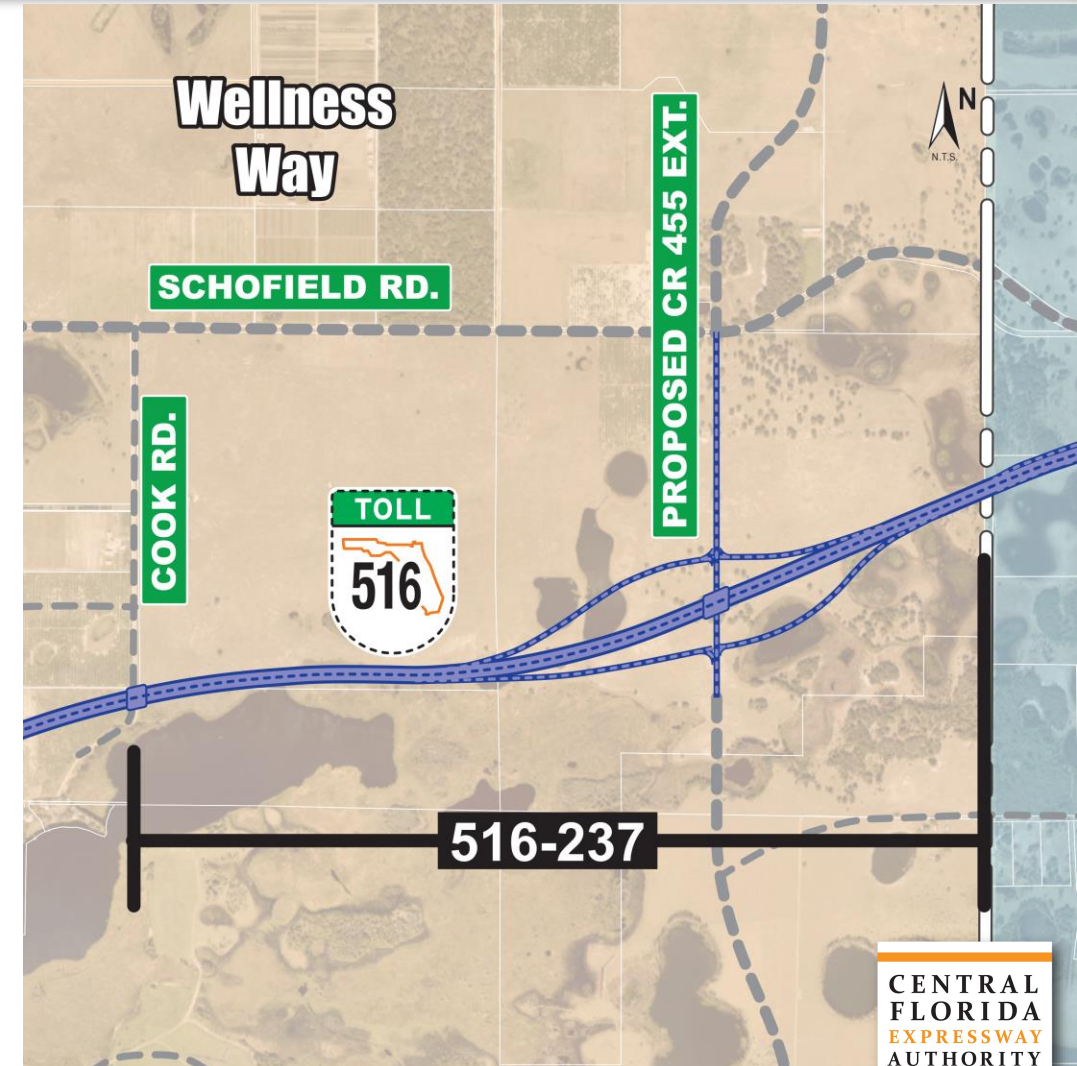 Wellness
Way
N
N.T.S.
SCHOFIELD RD.
PROPOSED CR 455 EXT.
COOK RD.
TOLL
516
516-237
CENTRAL
FLORIDA
EXPRESSWAY
AUTHORITY